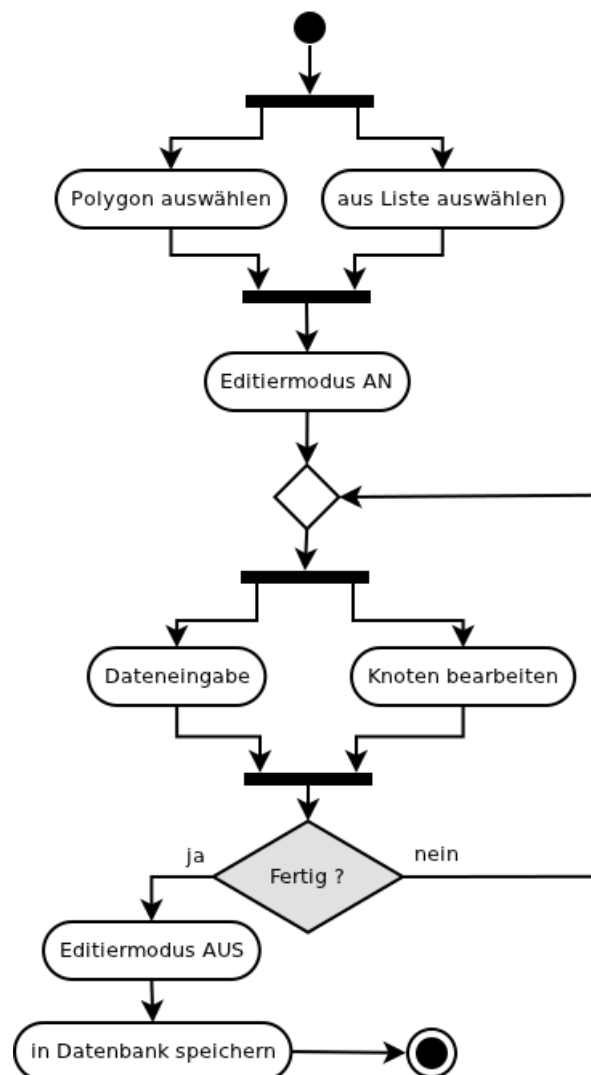 Polygon auswählen
aus Liste auswählen
Editiermodus AN
Dateneingabe
Knoten bearbeiten
ja
nein
Fertig ?
Editiermodus AUS
in Datenbank speichern